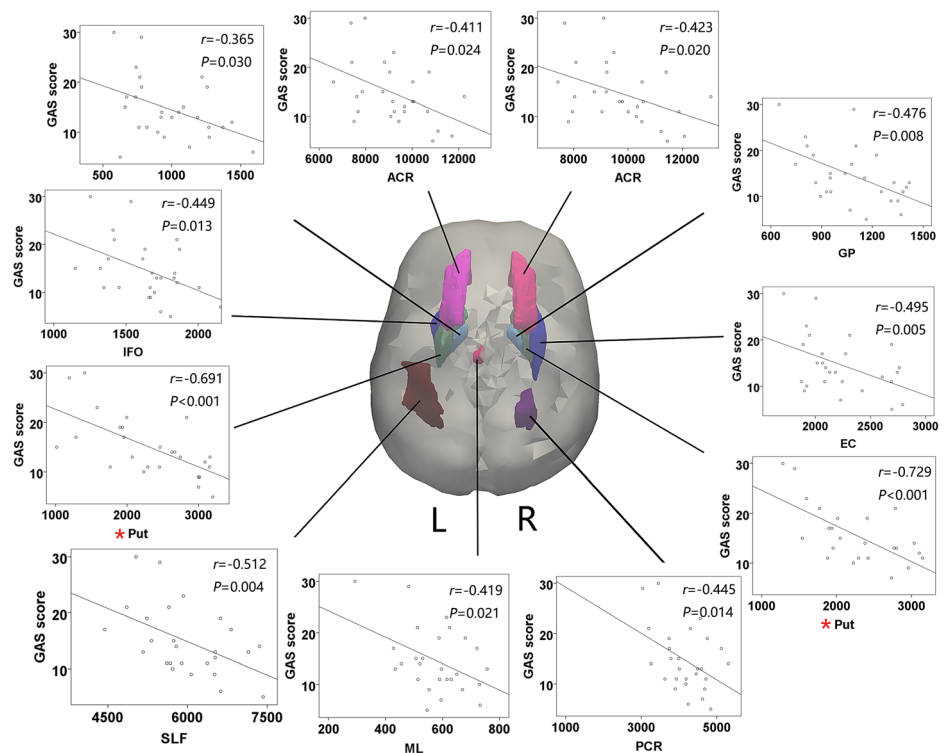 GAS score
30
20
10
500
1000
1500
r=-0.365
P=0.030
GAS score
30
20
10
6000
8000
10000
12000
ACR
r=-0.411
P=0.024
GAS score
30
20
10
8000
10000
12000
ACR
r=-0.423
P=0.020
GAS score
30
20
10
600
900
1200
1500
GP
r=-0.476
P=0.008
GAS score
30
20
10
1000
1500
2000
IFO
r=-0.449
P=0.013
GAS score
30
20
10
1500
2000
2500
3000
EC
r=-0.495
P=0.005
GAS score
30
20
10
1000
2000
3000
* Put
r=-0.691
P<0.001
GAS score
30
20
10
1000
2000
3000
* Put
r=-0.729
P<0.001
L R
GAS score
30
20
10
4500
6000
7500
SLF
r=-0.512
P=0.004
GAS score
30
20
10
200
400
600
800
ML
r=-0.419
P=0.021
GAS score
30
20
10
1000
3000
5000
PCR
r=-0.445
P=0.014